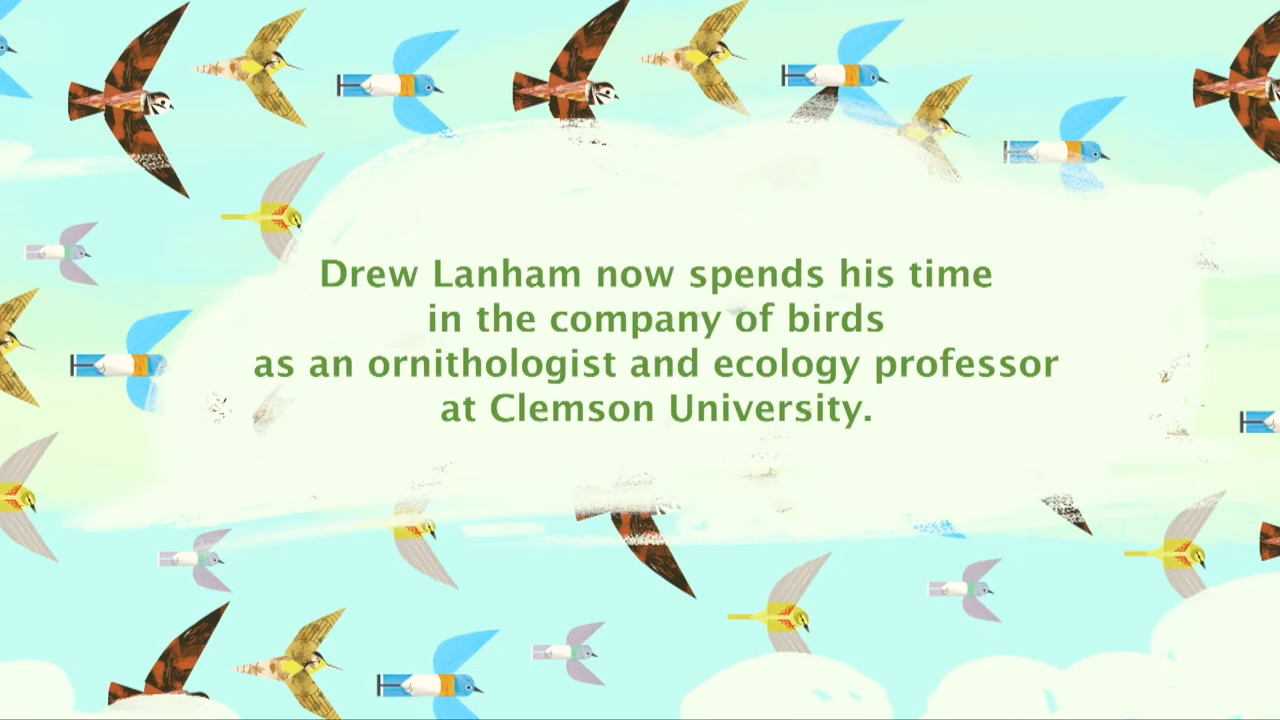 Drew Lanham now spends his time
in the company of birds
as an ornithologist and ecology professor
at Clemson University.